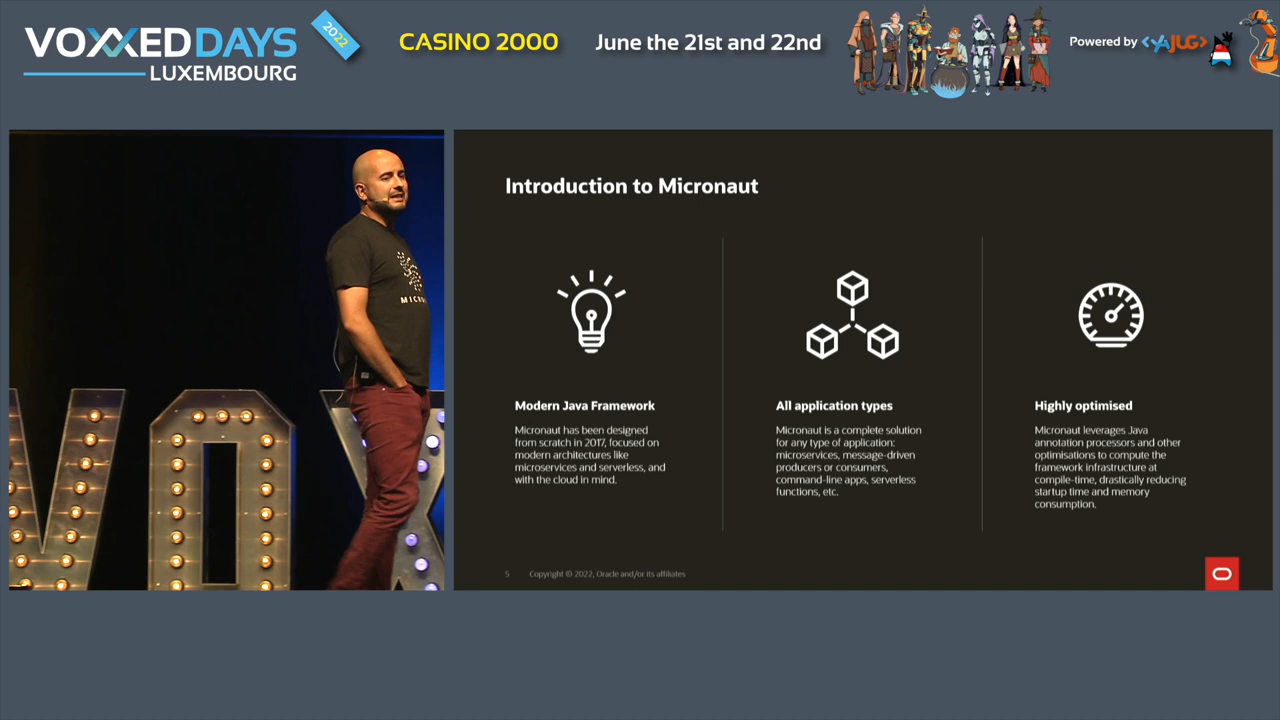 VOXXED DAYS
LUXEMBOURG
2022
CASINO 2000
June the 21st and 22nd
Powered by <YAJUG>
MICR
VOX
Introduction to Micronaut
Modern Java Framework
Micronaut has been designed
from scratch in 2017, focused on
modern architectures like
microservices and serverless, and
with the cloud in mind.
All application types
Micronaut is a complete solution
for any type of application:
microservices, message-driven
producers or consumers,
command-line apps, serverless
functions, etc.
Highly optimised
Micronaut leverages Java
annotation processors and other
optimisations to compute the
framework infrastructure at
compile-time, drastically reducing
startup time and memory
consumption.
5 Copyright © 2022, Oracle and/or its affiliates